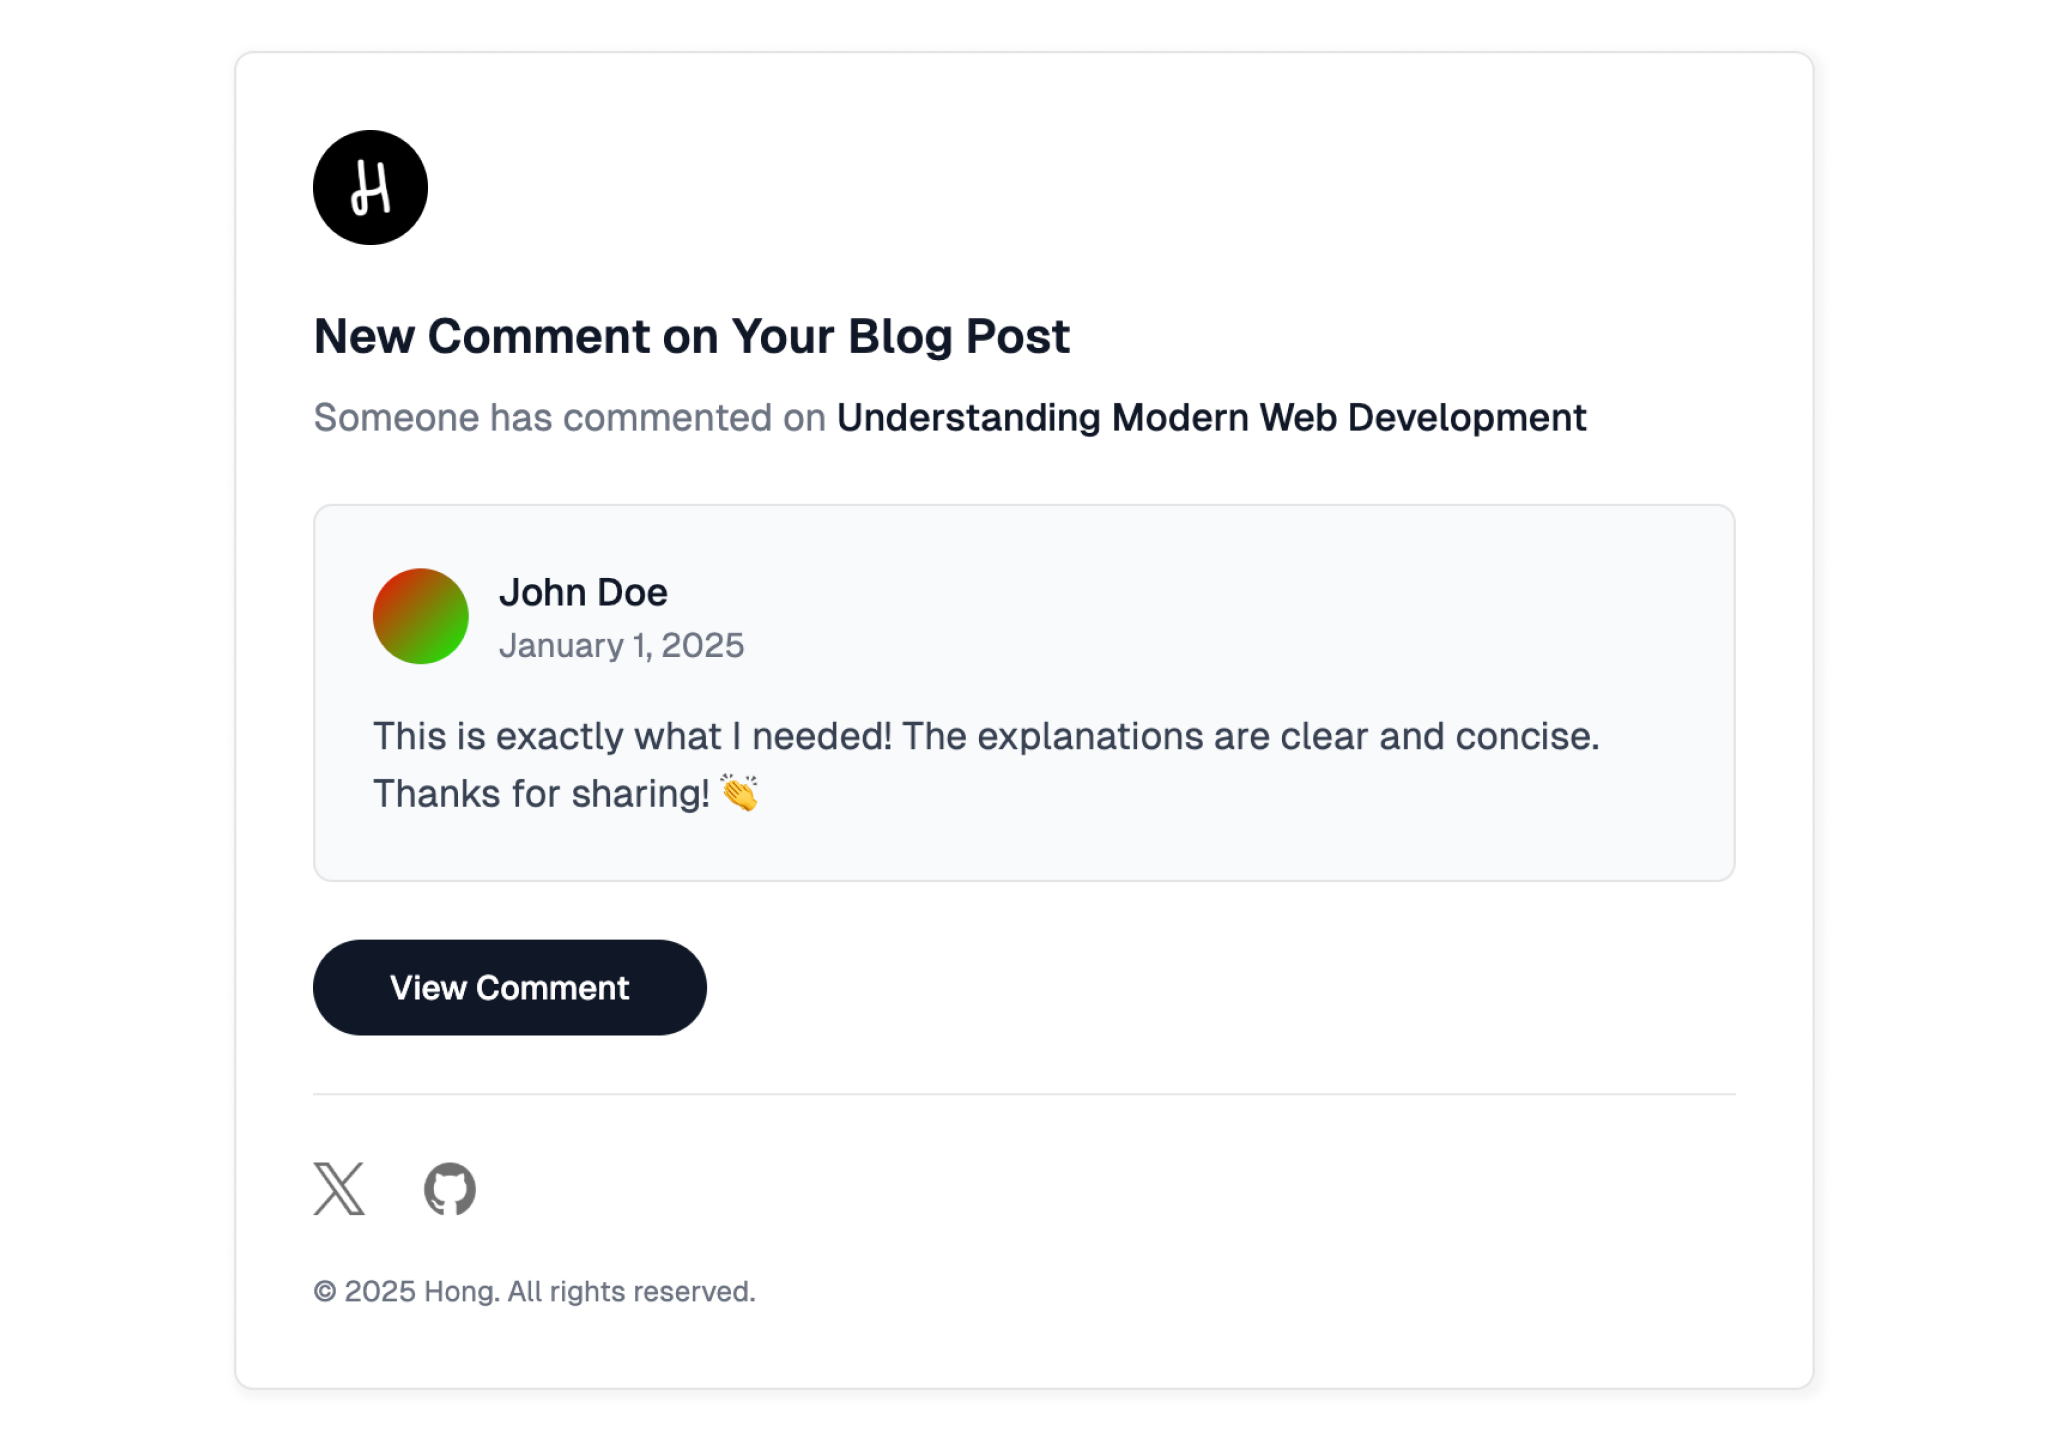 H
New Comment on Your Blog Post
Someone has commented on Understanding Modern Web Development
John Doe
January 1, 2025
This is exactly what I needed! The explanations are clear and concise.
Thanks for sharing! 👏
View Comment
© 2025 Hong. All rights reserved.